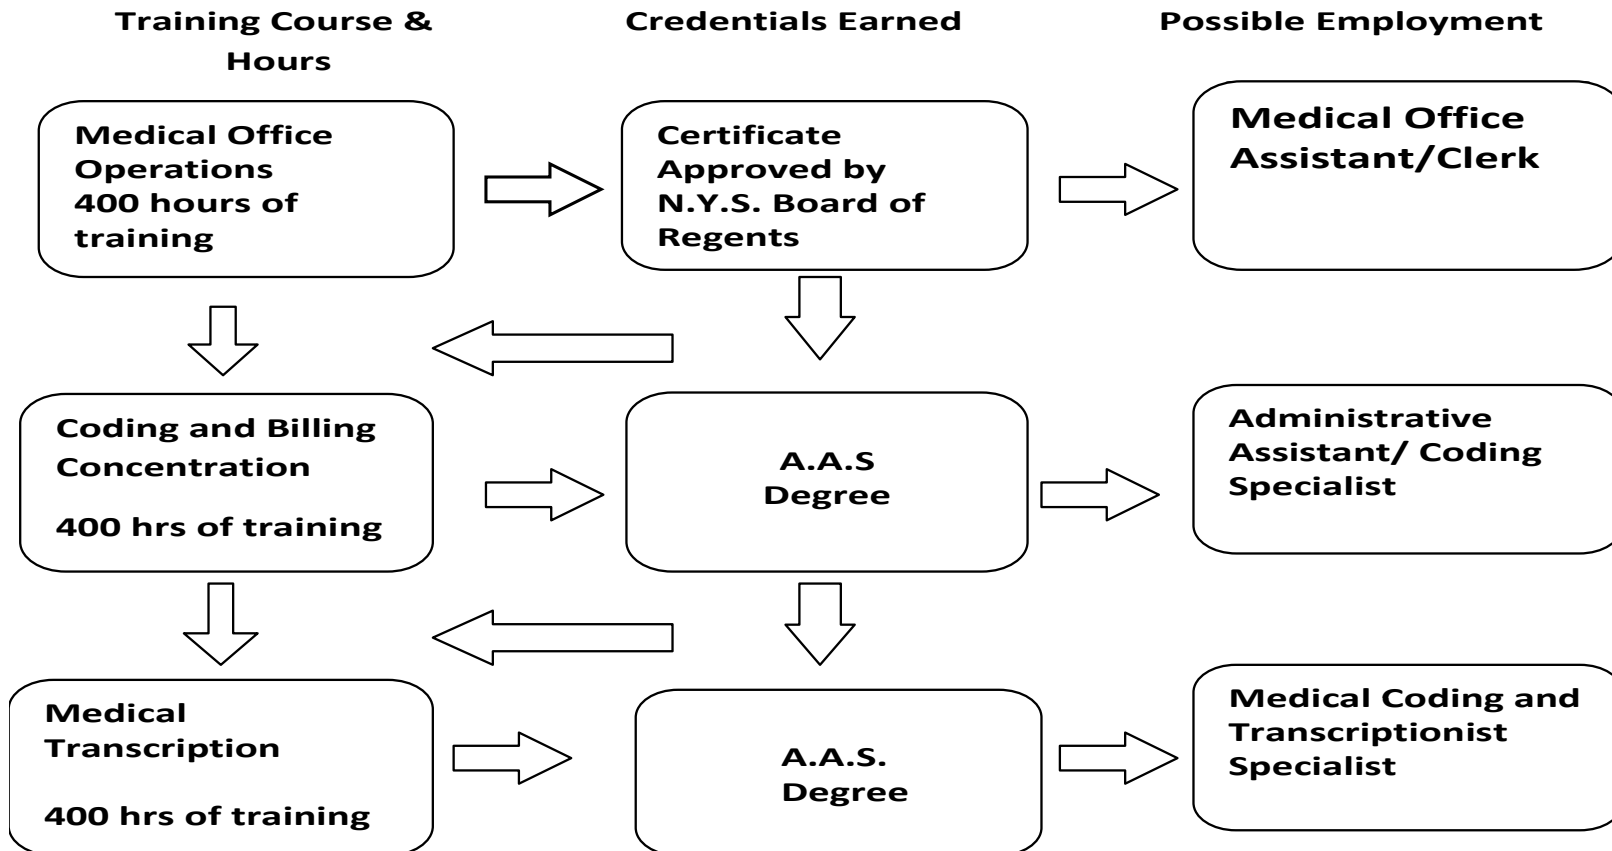 Training Course &
Hours
Credentials Earned
Possible Employment
Medical Office
Operations
400 hours of
training
Certificate
Approved by
N.Y.S. Board of
Regents
Medical Office
Assistant/Clerk
Coding and Billing
Concentration
400 hrs of training
A.A.S
Degree
Administrative
Assistant/ Coding
Specialist
Medical
Transcription
400 hrs of training
A.A.S.
Degree
Medical Coding and
Transcriptionist
Specialist